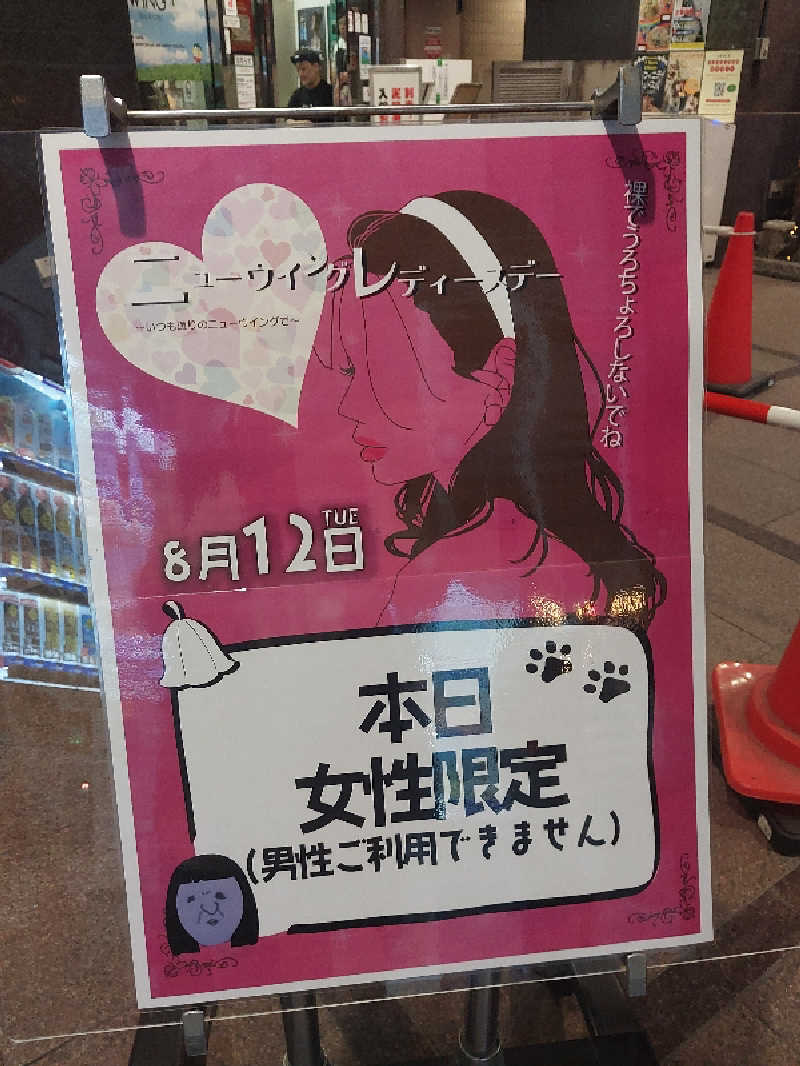 ニューウイングレディースデー
～いつも通りのニューウイングで～
裸でうろちょろしないでね
8月12日
TUE
本日
女性限定
(男性ご利用できません)